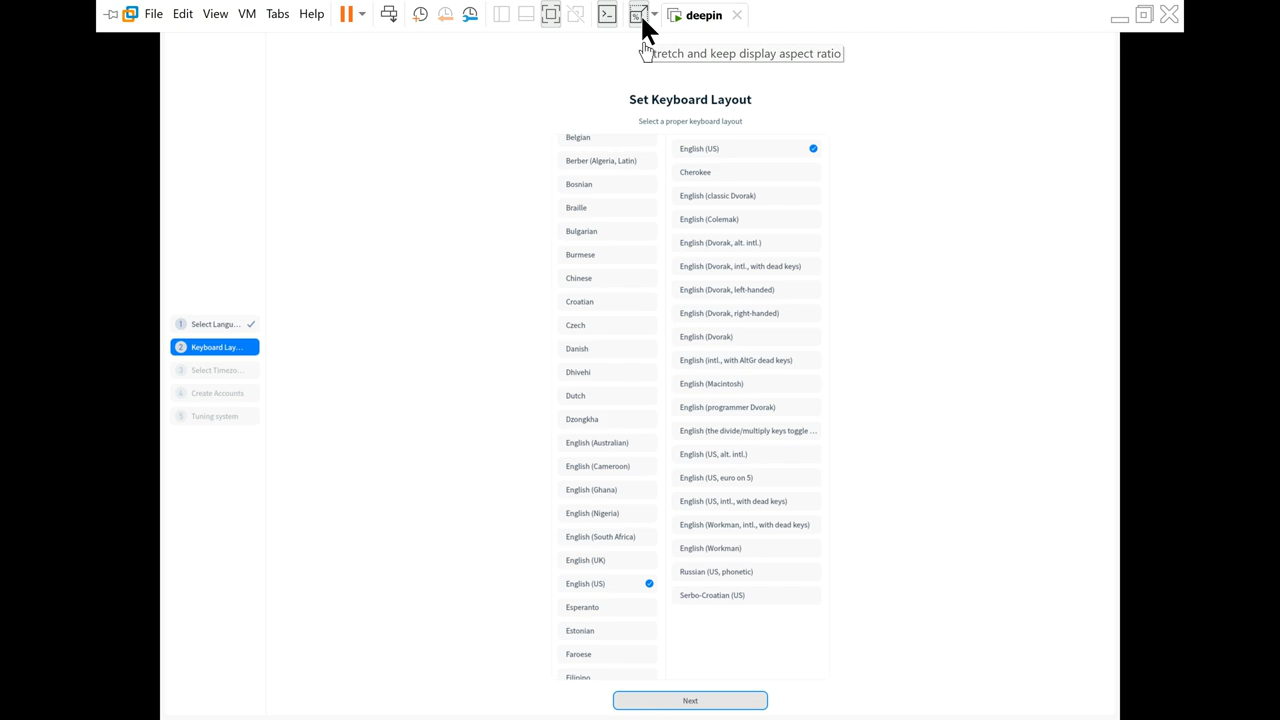 File Edit View VM Tabs Help deepin
tretch and keep display aspect ratio
Set Keyboard Layout
Select a proper keyboard layout
1 Select Langu...
2 Keyboard Lay...
3 Select Timezo...
4 Create Accounts
5 Tuning system
Belgian
Berber (Algeria, Latin)
Bosnian
Braille
Bulgarian
Burmese
Chinese
Croatian
Czech
Danish
Dhivehi
Dutch
Dzongkha
English (Australian)
English (Cameroon)
English (Ghana)
English (Nigeria)
English (South Africa)
English (UK)
English (US)
Esperanto
Estonian
Faroese
Filipino
English (US)
Cherokee
English (classic Dvorak)
English (Colemak)
English (Dvorak, alt. intl.)
English (Dvorak, intl., with dead keys)
English (Dvorak, left-handed)
English (Dvorak, right-handed)
English (Dvorak)
English (intl., with AltGr dead keys)
English (Macintosh)
English (programmer Dvorak)
English (the divide/multiply keys toggle ...
English (US, alt. intl.)
English (US, euro on 5)
English (US, intl., with dead keys)
English (Workman, intl., with dead keys)
English (Workman)
Russian (US, phonetic)
Serbo-Croatian (US)
Next